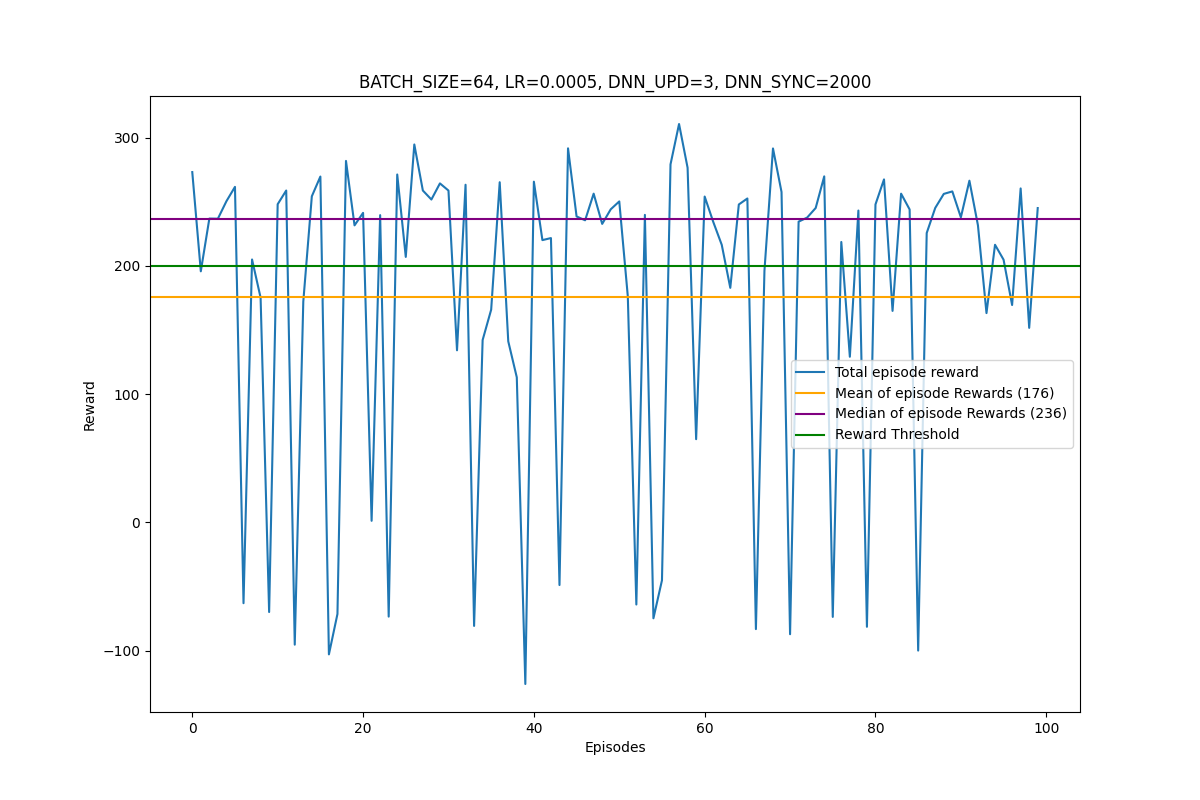 BATCH_SIZE=64, LR=0.0005, DNN_UPD=3, DNN_SYNC=2000
300
200
100
0
−100
Reward
Total episode reward
Mean of episode Rewards (176)
Median of episode Rewards (236)
Reward Threshold
0 20 40 60 80 100
Episodes